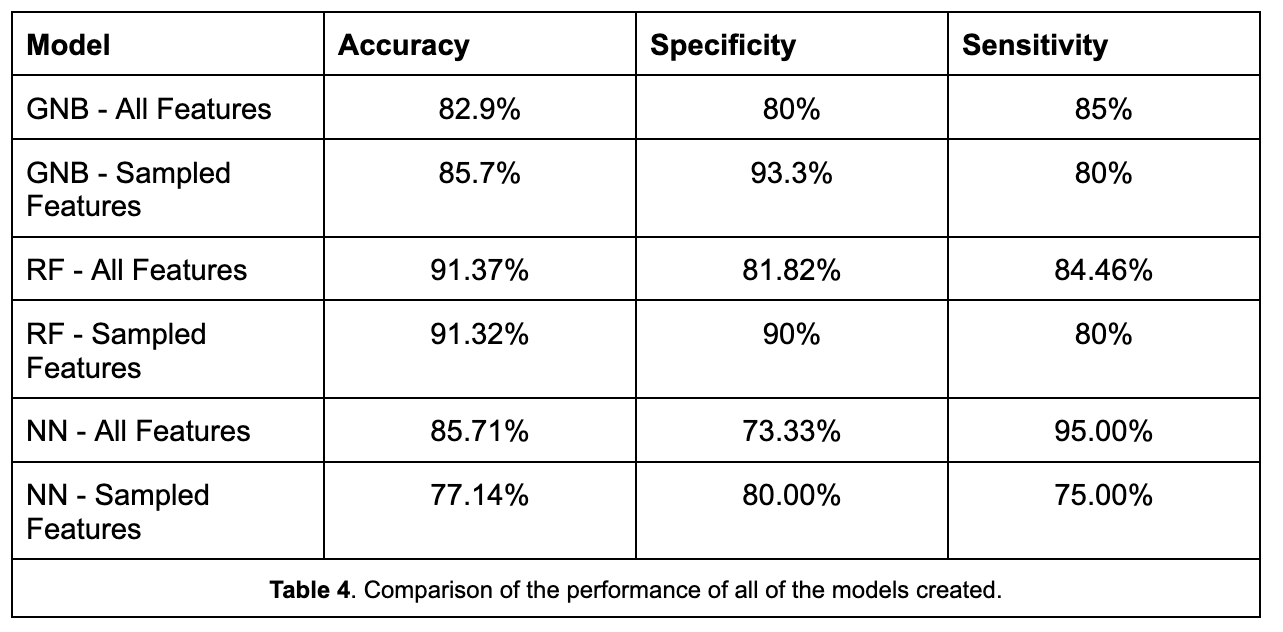 Model Accuracy Specificity Sensitivity
GNB - All Features 82.9% 80% 85%
GNB - Sampled 85.7% 93.3% 80%
Features
RF - All Features 91.37% 81.82% 84.46%
RF - Sampled 91.32% 90% 80%
Features
NN - All Features 85.71% 73.33% 95.00%
NN - Sampled 77.14% 80.00% 75.00%
Features
Table 4. Comparison of the performance of all of the models created.